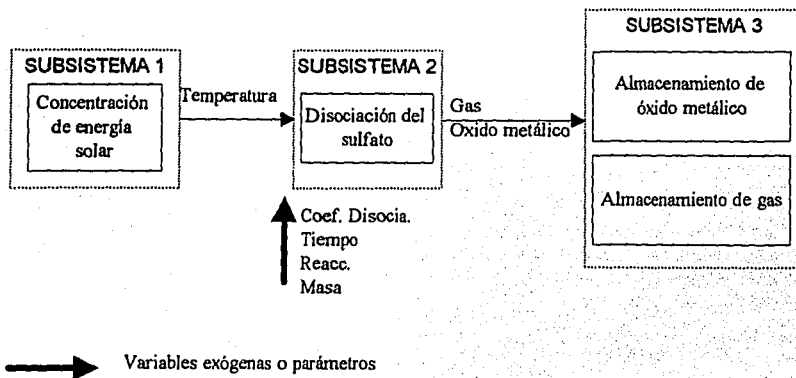 SUBSISTEMA 1
Concentración
de energía
solar
Temperatura
SUBSISTEMA 2
Disociación del
sulfato
Gas
Oxido metálico
SUBSISTEMA 3
Almacenamiento de
óxido metálico
Almacenamiento de gas
Coef. Disocia.
Tiempo
Reacc.
Masa
Variables exógenas o parámetros